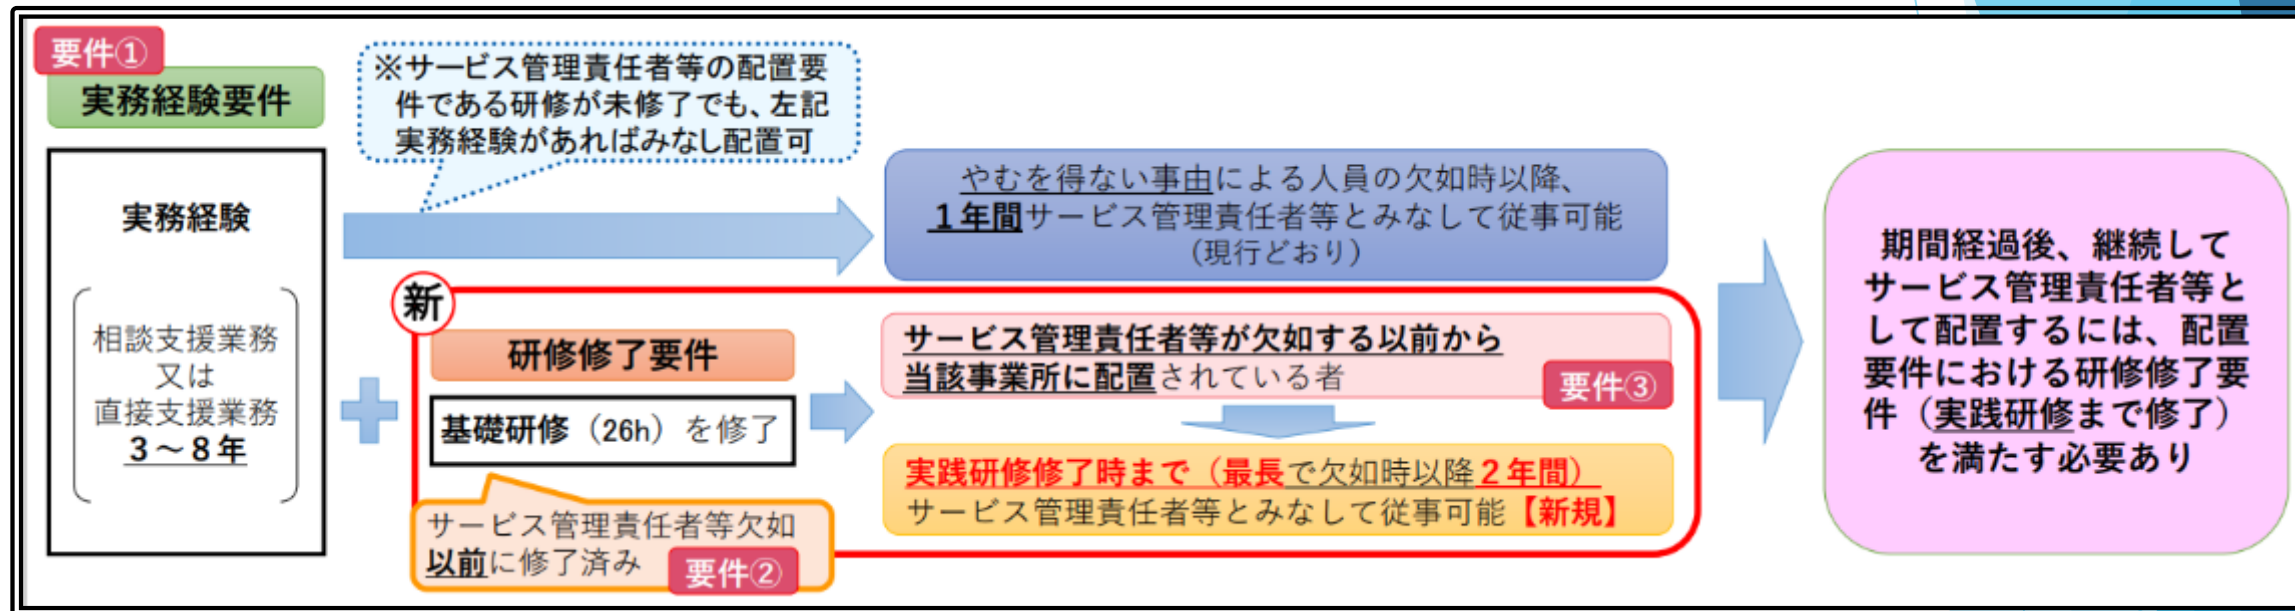 要件①
実務経験要件
実務経験
相談支援業務
又は
直接支援業務
3～8年
※サービス管理責任者等の配置要
件である研修が未修了でも、左記
実務経験があればみなし配置可
やむを得ない事由による人員の欠如時以降、
１年間サービス管理責任者等とみなして従事可能
（現行どおり）
新
研修修了要件
基礎研修（26h）を修了
サービス管理責任者等欠如
以前に修了済み
要件②
サービス管理責任者等が欠如する以前から
当該事業所に配置されている者
要件③
実践研修修了時まで（最長で欠如時以降２年間）
サービス管理責任者等とみなして従事可能【新規】
期間経過後、継続して
サービス管理責任者等と
して配置するには、配置
要件における研修修了要
件（実践研修まで修了）
を満たす必要あり